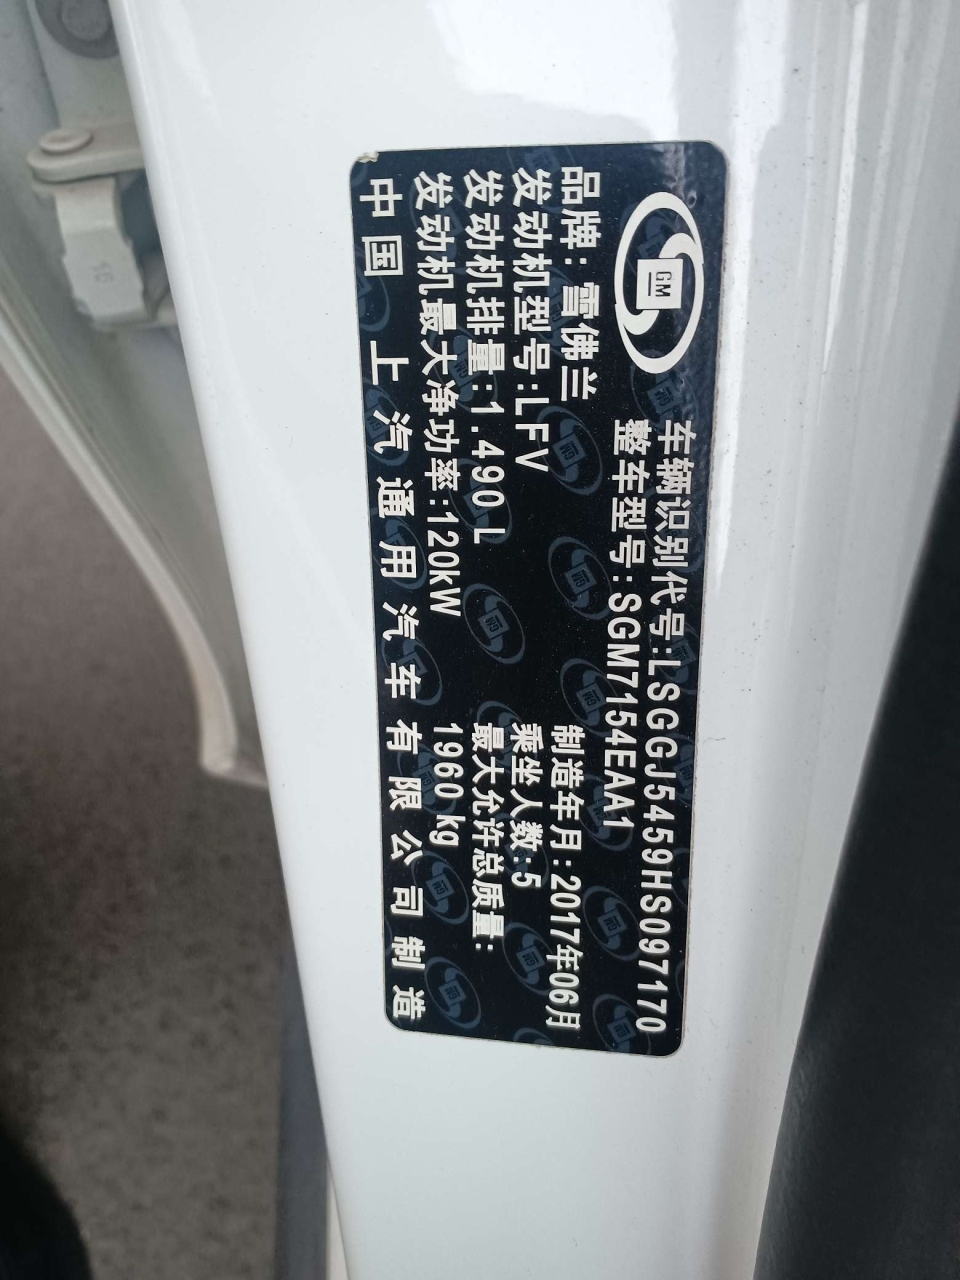 GM
车辆识别代号:LSGGJ5459HS097170
整车型号:SGM7154EAA1
品牌:雪佛兰
发动机型号:LFV
发动机排量:1.490L
发动机最大净功率:120kW
制造年月:2017年06月
乘坐人数:5
最大允许总质量:
1960kg
中国上汽通用汽车有限公司制造